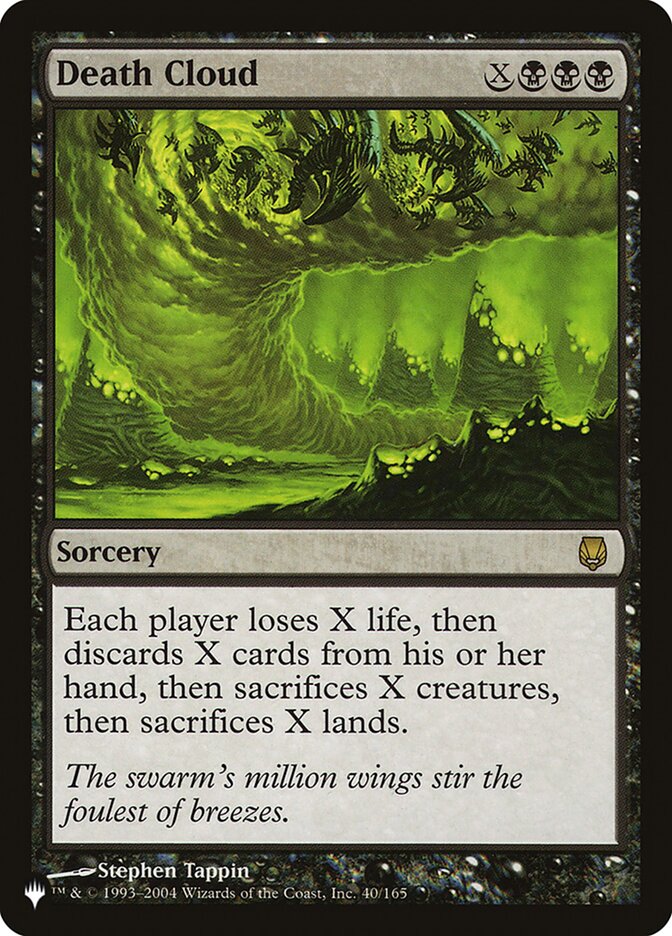 Death Cloud X
Sorcery
Each player loses X life, then
discards X cards from his or her
hand, then sacrifices X creatures,
then sacrifices X lands.
The swarm's million wings stir the
foulest of breezes.
Stephen Tappin
™ & © 1993–2004 Wizards of the Coast, Inc. 40/165